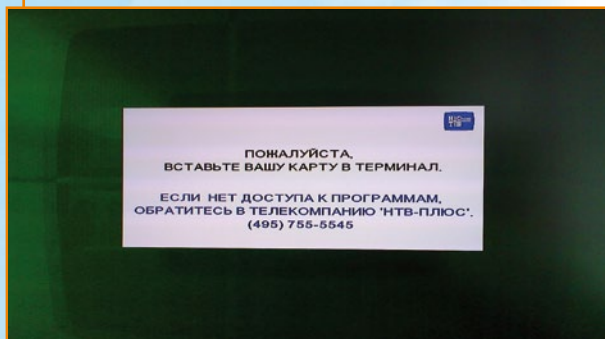 ПОЖАЛУЙСТА,
ВСТАВЬТЕ ВАШУ КАРТУ В ТЕРМИНАЛ.
ЕСЛИ НЕТ ДОСТУПА К ПРОГРАММАМ,
ОБРАТИТЕСЬ В ТЕЛЕКОМПАНИЮ "НТВ-ПЛЮС".
(495) 755-5545